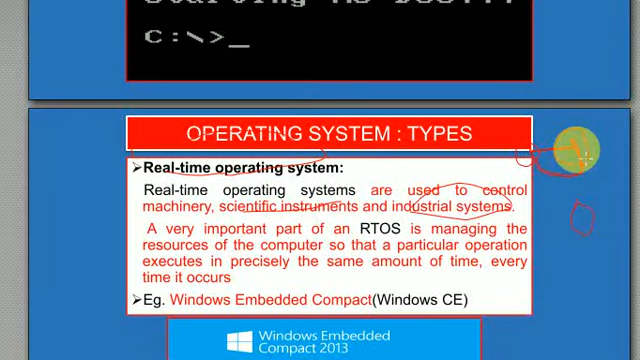 C:\>_
OPERATING SYSTEM : TYPES
➢Real-time operating system:
Real-time operating systems are used to control
machinery, scientific instruments and industrial systems.
A very important part of an RTOS is managing the
resources of the computer so that a particular operation
executes in precisely the same amount of time, every
time it occurs
➢Eg. Windows Embedded Compact(Windows CE)
Windows Embedded
Compact 2013